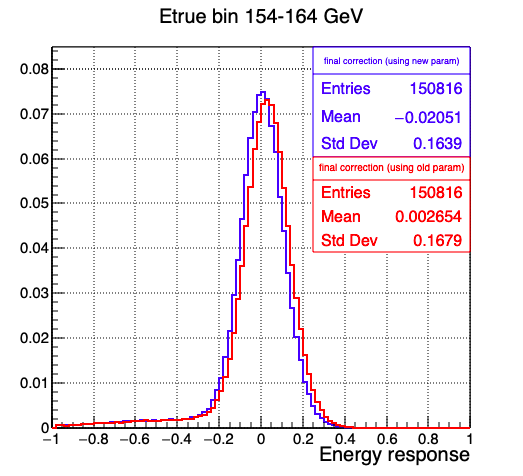 Etrue bin 154-164 GeV
final correction (using new param)
Entries 150816
Mean −0.02051
Std Dev 0.1639
final correction (using old param)
Entries 150816
Mean 0.002654
Std Dev 0.1679
0.08
0.07
0.06
0.05
0.04
0.03
0.02
0.01
0
−1 −0.8 −0.6 −0.4 −0.2 0 0.2 0.4 0.6 0.8 1
Energy response